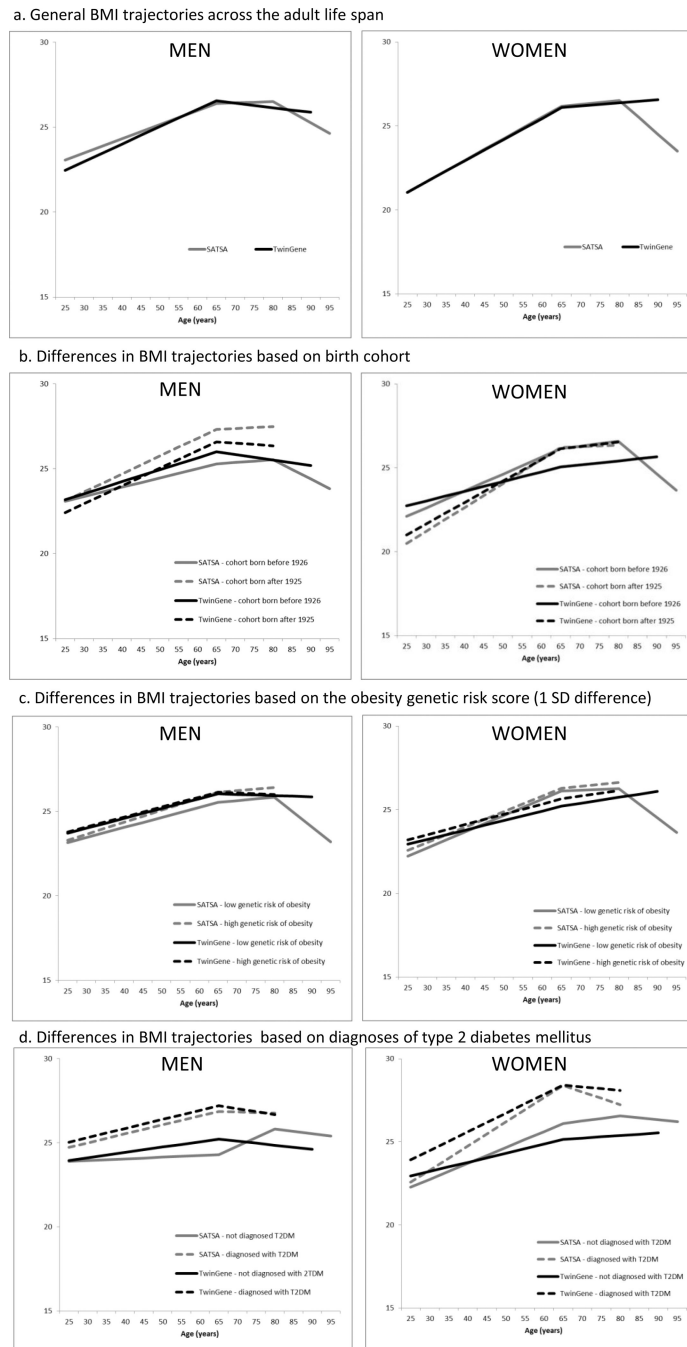 a. General BMI trajectories across the adult life span
MEN
30
25
20
15
SATSA TwinGene
25 30 35 40 45 50 55 60 65 70 75 80 85 90 95
Age (years)
WOMEN
30
25
20
15
SATSA TwinGene
25 30 35 40 45 50 55 60 65 70 75 80 85 90 95
Age (years)
b. Differences in BMI trajectories based on birth cohort
MEN
30
25
20
15
SATSA - cohort born before 1926
SATSA - cohort born after 1925
TwinGene - cohort born before 1926
TwinGene - cohort born after 1925
25 30 35 40 45 50 55 60 65 70 75 80 85 90 95
Age (years)
WOMEN
30
25
20
15
SATSA - cohort born before 1926
SATSA - cohort born after 1925
TwinGene - cohort born before 1926
TwinGene - cohort born after 1925
25 30 35 40 45 50 55 60 65 70 75 80 85 90 95
Age (years)
c. Differences in BMI trajectories based on the obesity genetic risk score (1 SD difference)
MEN
30
25
20
15
SATSA - low genetic risk of obesity
SATSA - high genetic risk of obesity
TwinGene - low genetic risk of obesity
TwinGene - high genetic risk of obesity
25 30 35 40 45 50 55 60 65 70 75 80 85 90 95
Age (years)
WOMEN
30
25
20
15
SATSA - low genetic risk of obesity
SATSA - high genetic risk of obesity
TwinGene - low genetic risk of obesity
TwinGene - high genetic risk of obesity
25 30 35 40 45 50 55 60 65 70 75 80 85 90 95
Age (years)
d. Differences in BMI trajectories based on diagnoses of type 2 diabetes mellitus
MEN
30
25
20
15
SATSA - not diagnosed T2DM
SATSA - diagnosed with T2DM
TwinGene - not diagnosed with 2TDM
TwinGene - diagnosed with T2DM
25 30 35 40 45 50 55 60 65 70 75 80 85 90 95
Age (years)
WOMEN
30
25
20
15
SATSA - not diagnosed with T2DM
SATSA - diagnosed with T2DM
TwinGene - not diagnosed with T2DM
TwinGene - diagnosed with T2DM
25 30 35 40 45 50 55 60 65 70 75 80 85 90 95
Age (years)